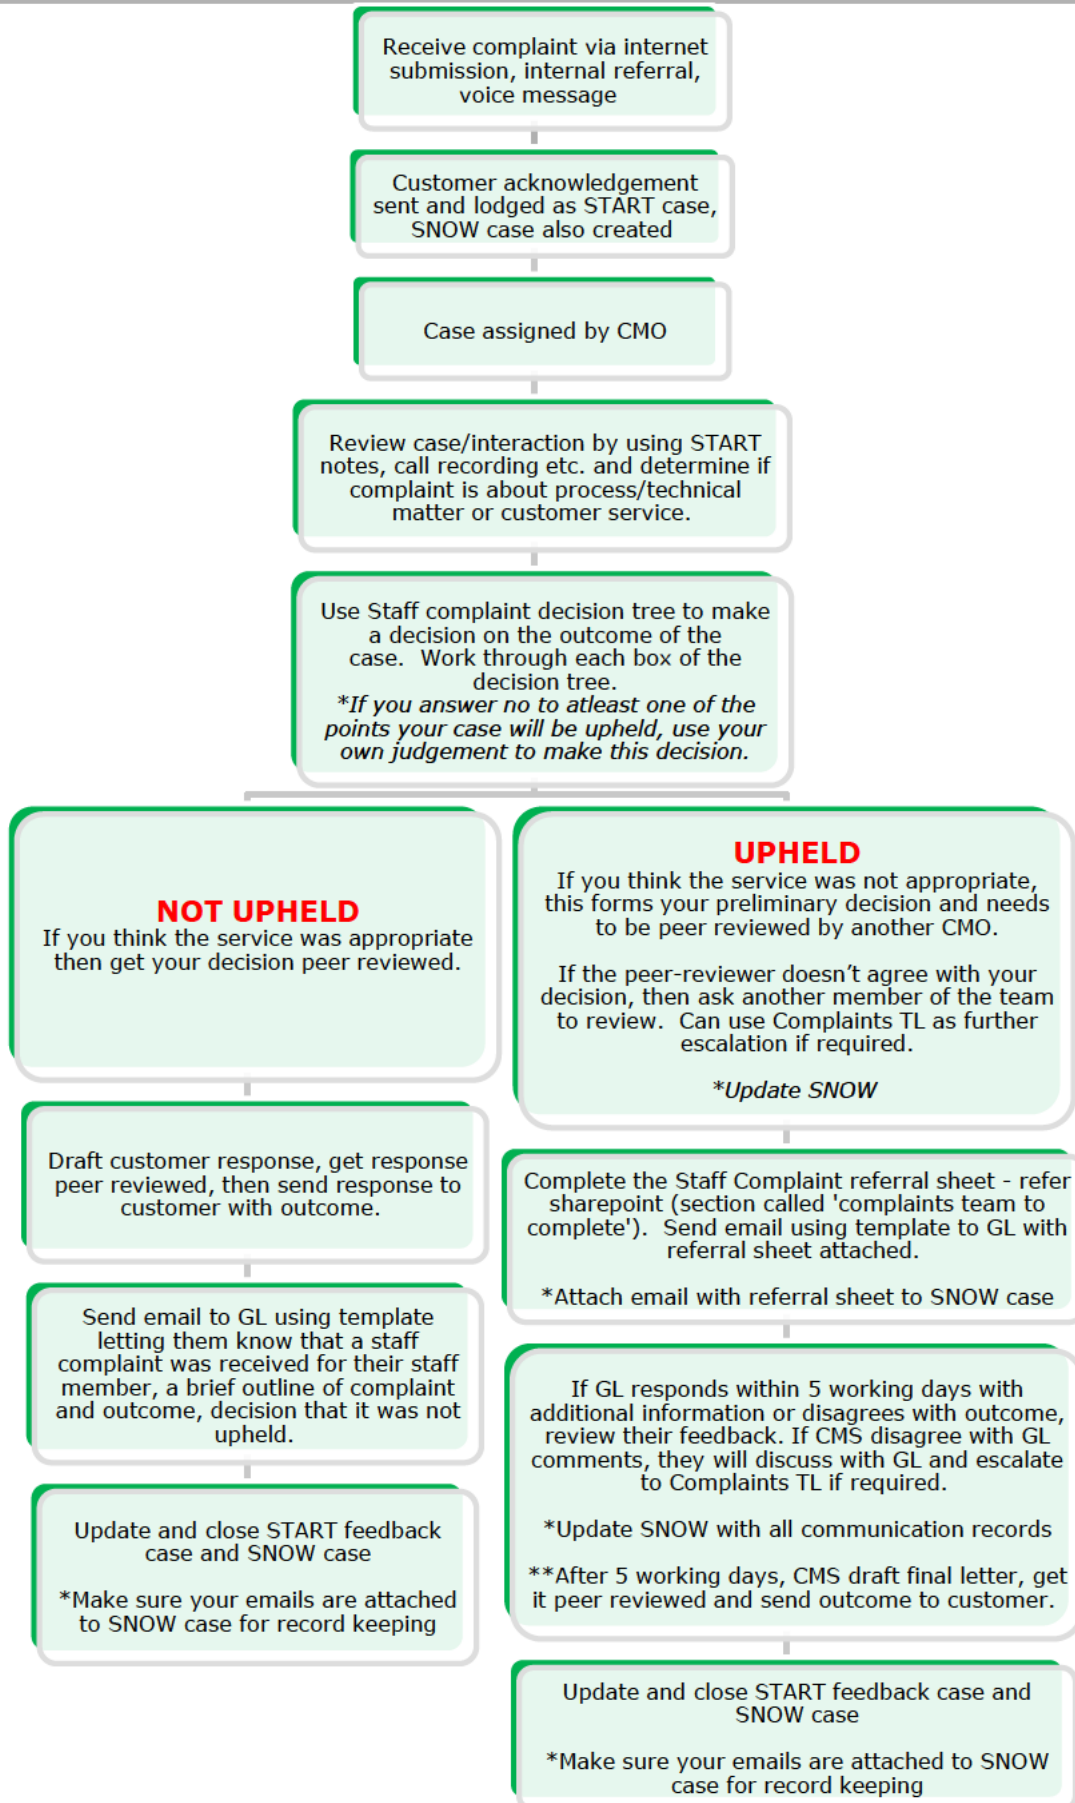 Receive complaint via internet
submission, internal referral,
voice message
Customer acknowledgement
sent and lodged as START case,
SNOW case also created
Case assigned by CMO
Review case/interaction by using START
notes, call recording etc. and determine if
complaint is about process/technical
matter or customer service.
Use Staff complaint decision tree to make
a decision on the outcome of the
case.  Work through each box of the
decision tree.
*If you answer no to atleast one of the
points your case will be upheld, use your
own judgement to make this decision.
NOT UPHELD
If you think the service was appropriate
then get your decision peer reviewed.
Draft customer response, get response
peer reviewed, then send response to
customer with outcome.
Send email to GL using template
letting them know that a staff
complaint was received for their staff
member, a brief outline of complaint
and outcome, decision that it was not
upheld.
Update and close START feedback
case and SNOW case
*Make sure your emails are attached
to SNOW case for record keeping
UPHELD
If you think the service was not appropriate,
this forms your preliminary decision and needs
to be peer reviewed by another CMO.
If the peer-reviewer doesn’t agree with your
decision, then ask another member of the team
to review.  Can use Complaints TL as further
escalation if required.
*Update SNOW
Complete the Staff Complaint referral sheet - refer
sharepoint (section called 'complaints team to
complete').  Send email using template to GL with
referral sheet attached.
*Attach email with referral sheet to SNOW case
If GL responds within 5 working days with
additional information or disagrees with outcome,
review their feedback. If CMS disagree with GL
comments, they will discuss with GL and escalate
to Complaints TL if required.
*Update SNOW with all communication records
**After 5 working days, CMS draft final letter, get
it peer reviewed and send outcome to customer.
Update and close START feedback case and
SNOW case
*Make sure your emails are attached to SNOW
case for record keeping